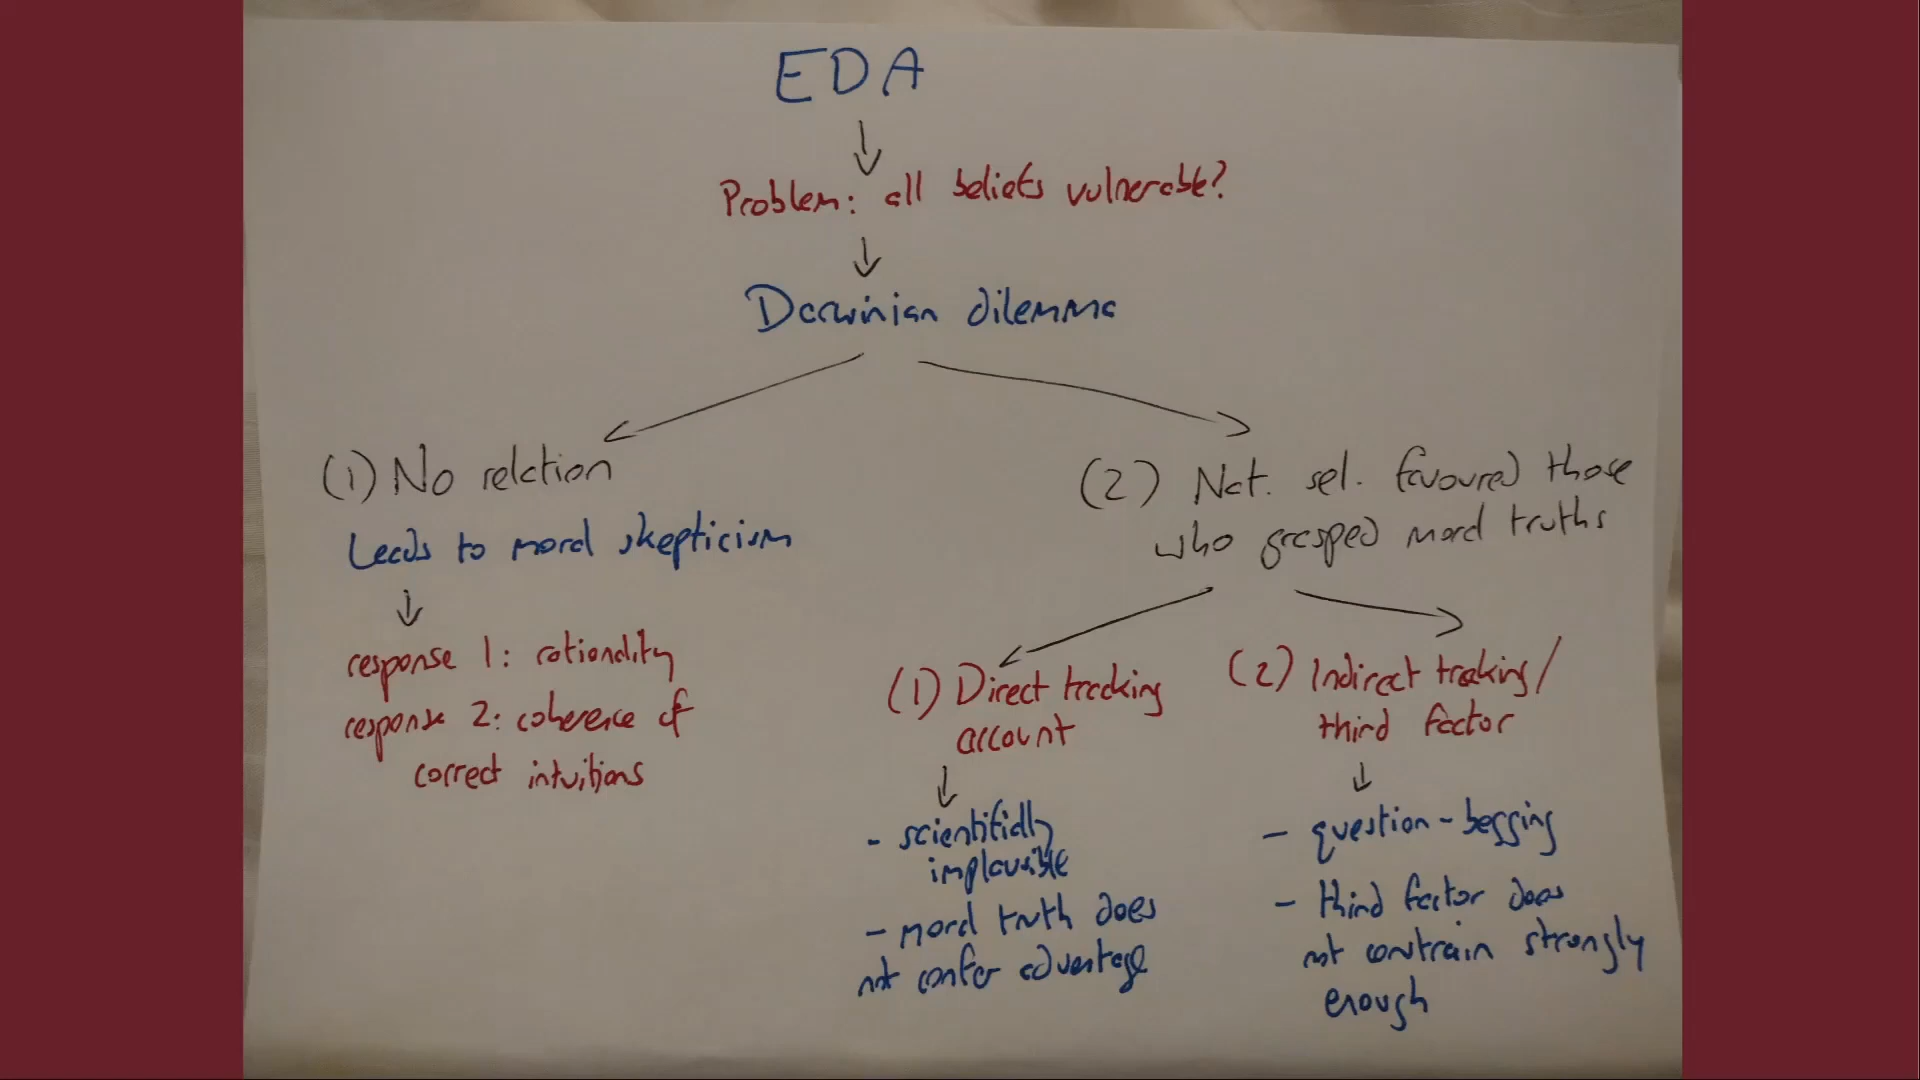 EDA
Problem: all beliefs vulnerable?
Darwinian dilemma
(1) No relation
Leads to moral skepticism
response 1: rationality
response 2: coherence of
correct intuitions
(2) Nat. sel. favoured those
who grasped moral truths
(1) Direct tracking
account
- scientifically
implausible
- moral truth does
not confer advantage
(2) Indirect tracking/
third factor
- question-begging
- third factor does
not constrain strongly
enough